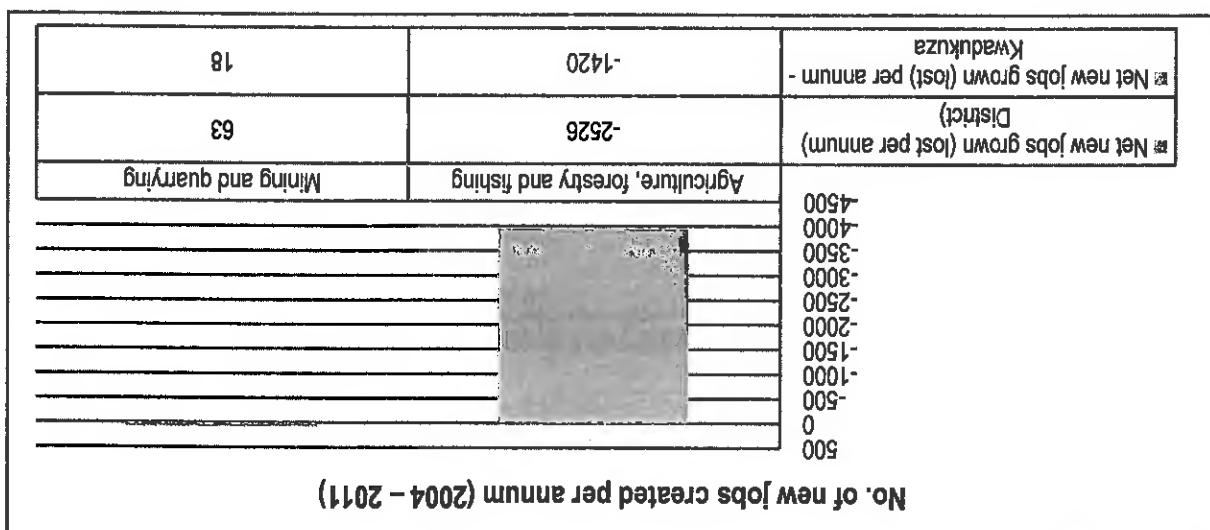 No. of new jobs created per annum (2004 – 2011)
500
0
-500
-1000
-1500
-2000
-2500
-3000
-3500
-4000
-4500
Agriculture, forestry and fishing Mining and quarrying
Net new jobs grown (lost per annum)
District) -2526 63
Net new jobs grown (lost) per annum -
Kwadukuza -1420 18